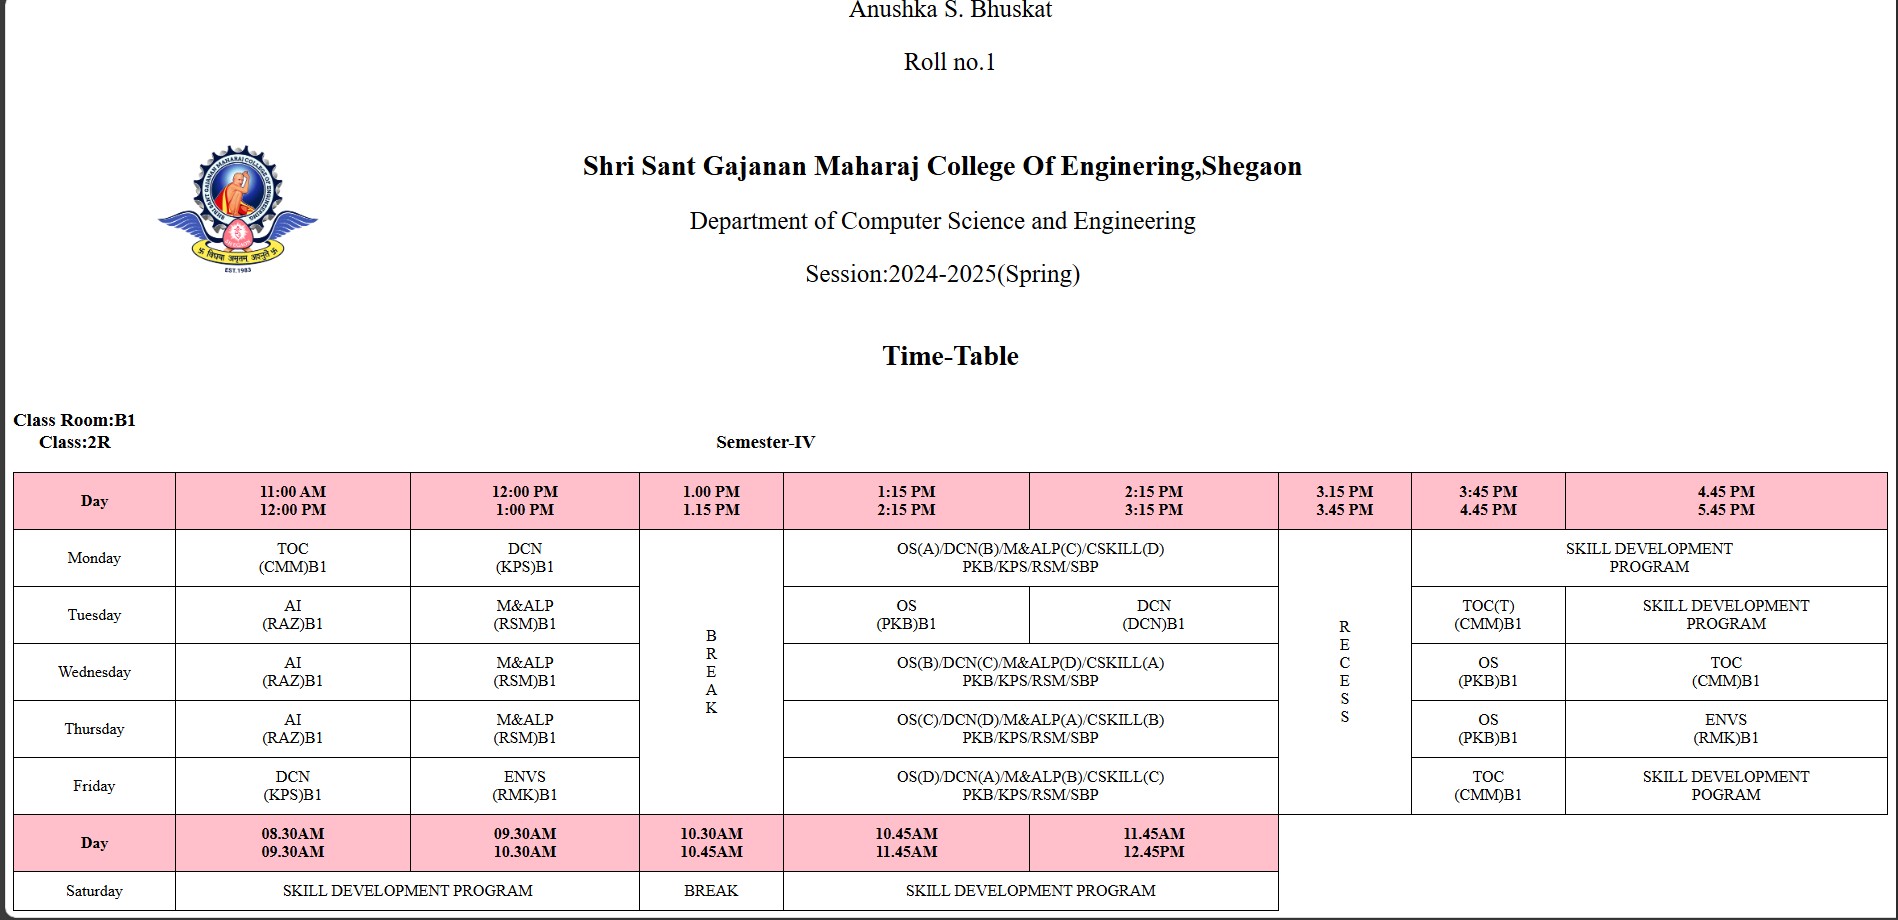 Anushka S. Bhuskat
Roll no.1
SHRI SANT GAJANAN MAHARAJ COLLEGE OF ENGINEERING
EST.1983
Shri Sant Gajanan Maharaj College Of Enginering,Shegaon
Department of Computer Science and Engineering
Session:2024-2025(Spring)
Time-Table
Class Room:B1
Class:2R
Semester-IV
Day
11:00 AM
12:00 PM
12:00 PM
1:00 PM
1.00 PM
1.15 PM
1:15 PM
2:15 PM
2:15 PM
3:15 PM
3.15 PM
3.45 PM
3:45 PM
4.45 PM
4.45 PM
5.45 PM
Monday
TOC
(CMM)B1
DCN
(KPS)B1
B
R
E
A
K
OS(A)/DCN(B)/M&ALP(C)/CSKILL(D)
PKB/KPS/RSM/SBP
R
E
C
E
S
S
SKILL DEVELOPMENT
PROGRAM
Tuesday
AI
(RAZ)B1
M&ALP
(RSM)B1
OS
(PKB)B1
DCN
(DCN)B1
TOC(T)
(CMM)B1
SKILL DEVELOPMENT
PROGRAM
Wednesday
AI
(RAZ)B1
M&ALP
(RSM)B1
OS(B)/DCN(C)/M&ALP(D)/CSKILL(A)
PKB/KPS/RSM/SBP
OS
(PKB)B1
TOC
(CMM)B1
Thursday
AI
(RAZ)B1
M&ALP
(RSM)B1
OS(C)/DCN(D)/M&ALP(A)/CSKILL(B)
PKB/KPS/RSM/SBP
OS
(PKB)B1
ENVS
(RMK)B1
Friday
DCN
(KPS)B1
ENVS
(RMK)B1
OS(D)/DCN(A)/M&ALP(B)/CSKILL(C)
PKB/KPS/RSM/SBP
TOC
(CMM)B1
SKILL DEVELOPMENT
POGRAM
Day
08.30AM
09.30AM
09.30AM
10.30AM
10.30AM
10.45AM
10.45AM
11.45AM
11.45AM
12.45PM
Saturday
SKILL DEVELOPMENT PROGRAM
BREAK
SKILL DEVELOPMENT PROGRAM